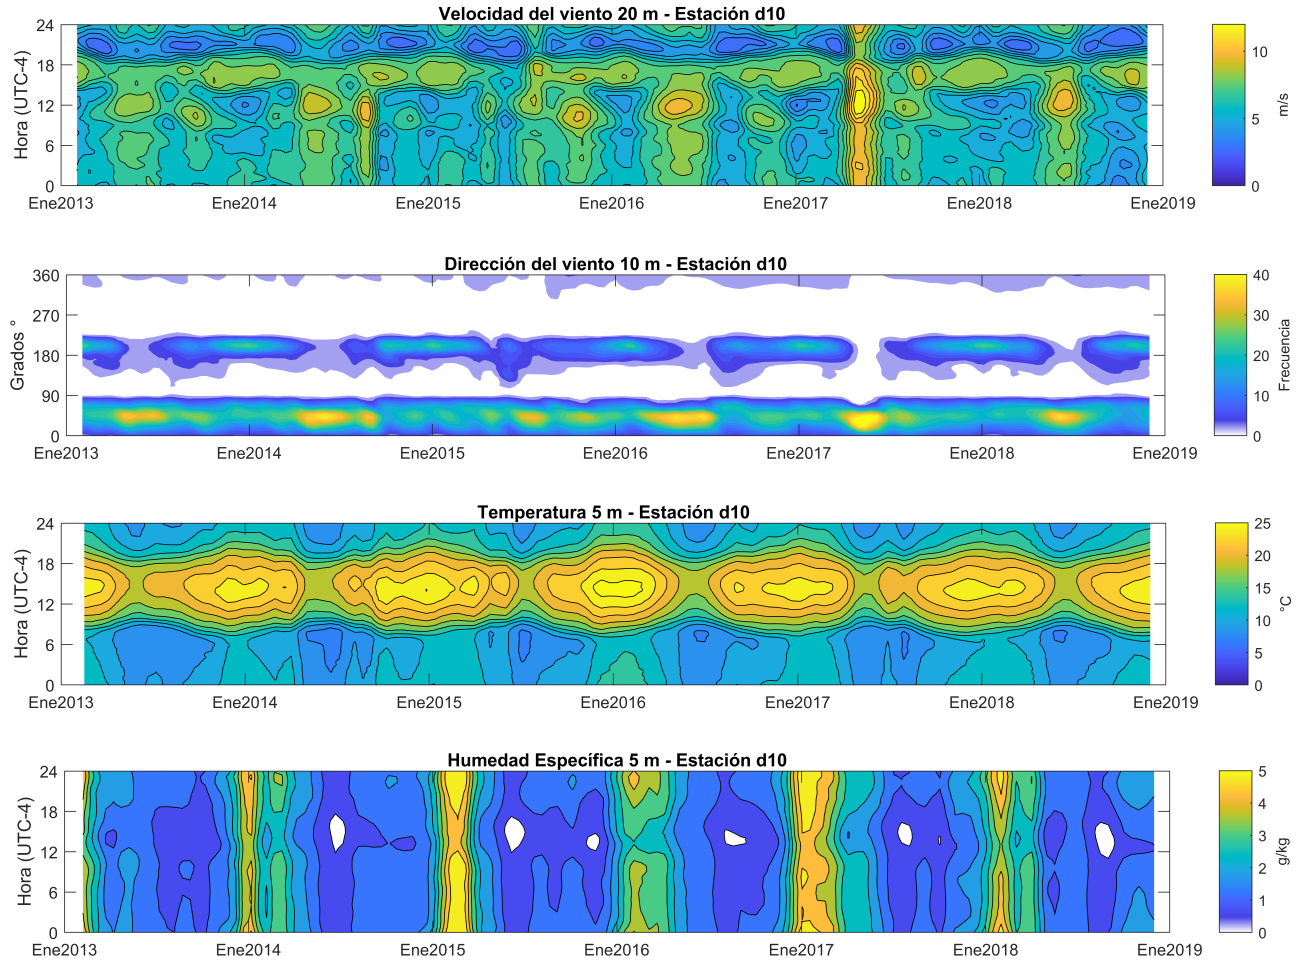 Velocidad del viento 20 m - Estación d10
Hora (UTC-4)
24
18
12
6
0
Ene2013 Ene2014 Ene2015 Ene2016 Ene2017 Ene2018 Ene2019
10
5
0
m/s
Dirección del viento 10 m - Estación d10
Grados °
360
270
180
90
0
Ene2013 Ene2014 Ene2015 Ene2016 Ene2017 Ene2018 Ene2019
40
30
20
10
0
Frecuencia
Temperatura 5 m - Estación d10
Hora (UTC-4)
24
18
12
6
0
Ene2013 Ene2014 Ene2015 Ene2016 Ene2017 Ene2018 Ene2019
25
20
15
10
5
0
°C
Humedad Específica 5 m - Estación d10
Hora (UTC-4)
24
18
12
6
0
Ene2013 Ene2014 Ene2015 Ene2016 Ene2017 Ene2018 Ene2019
5
4
3
2
1
0
g/kg